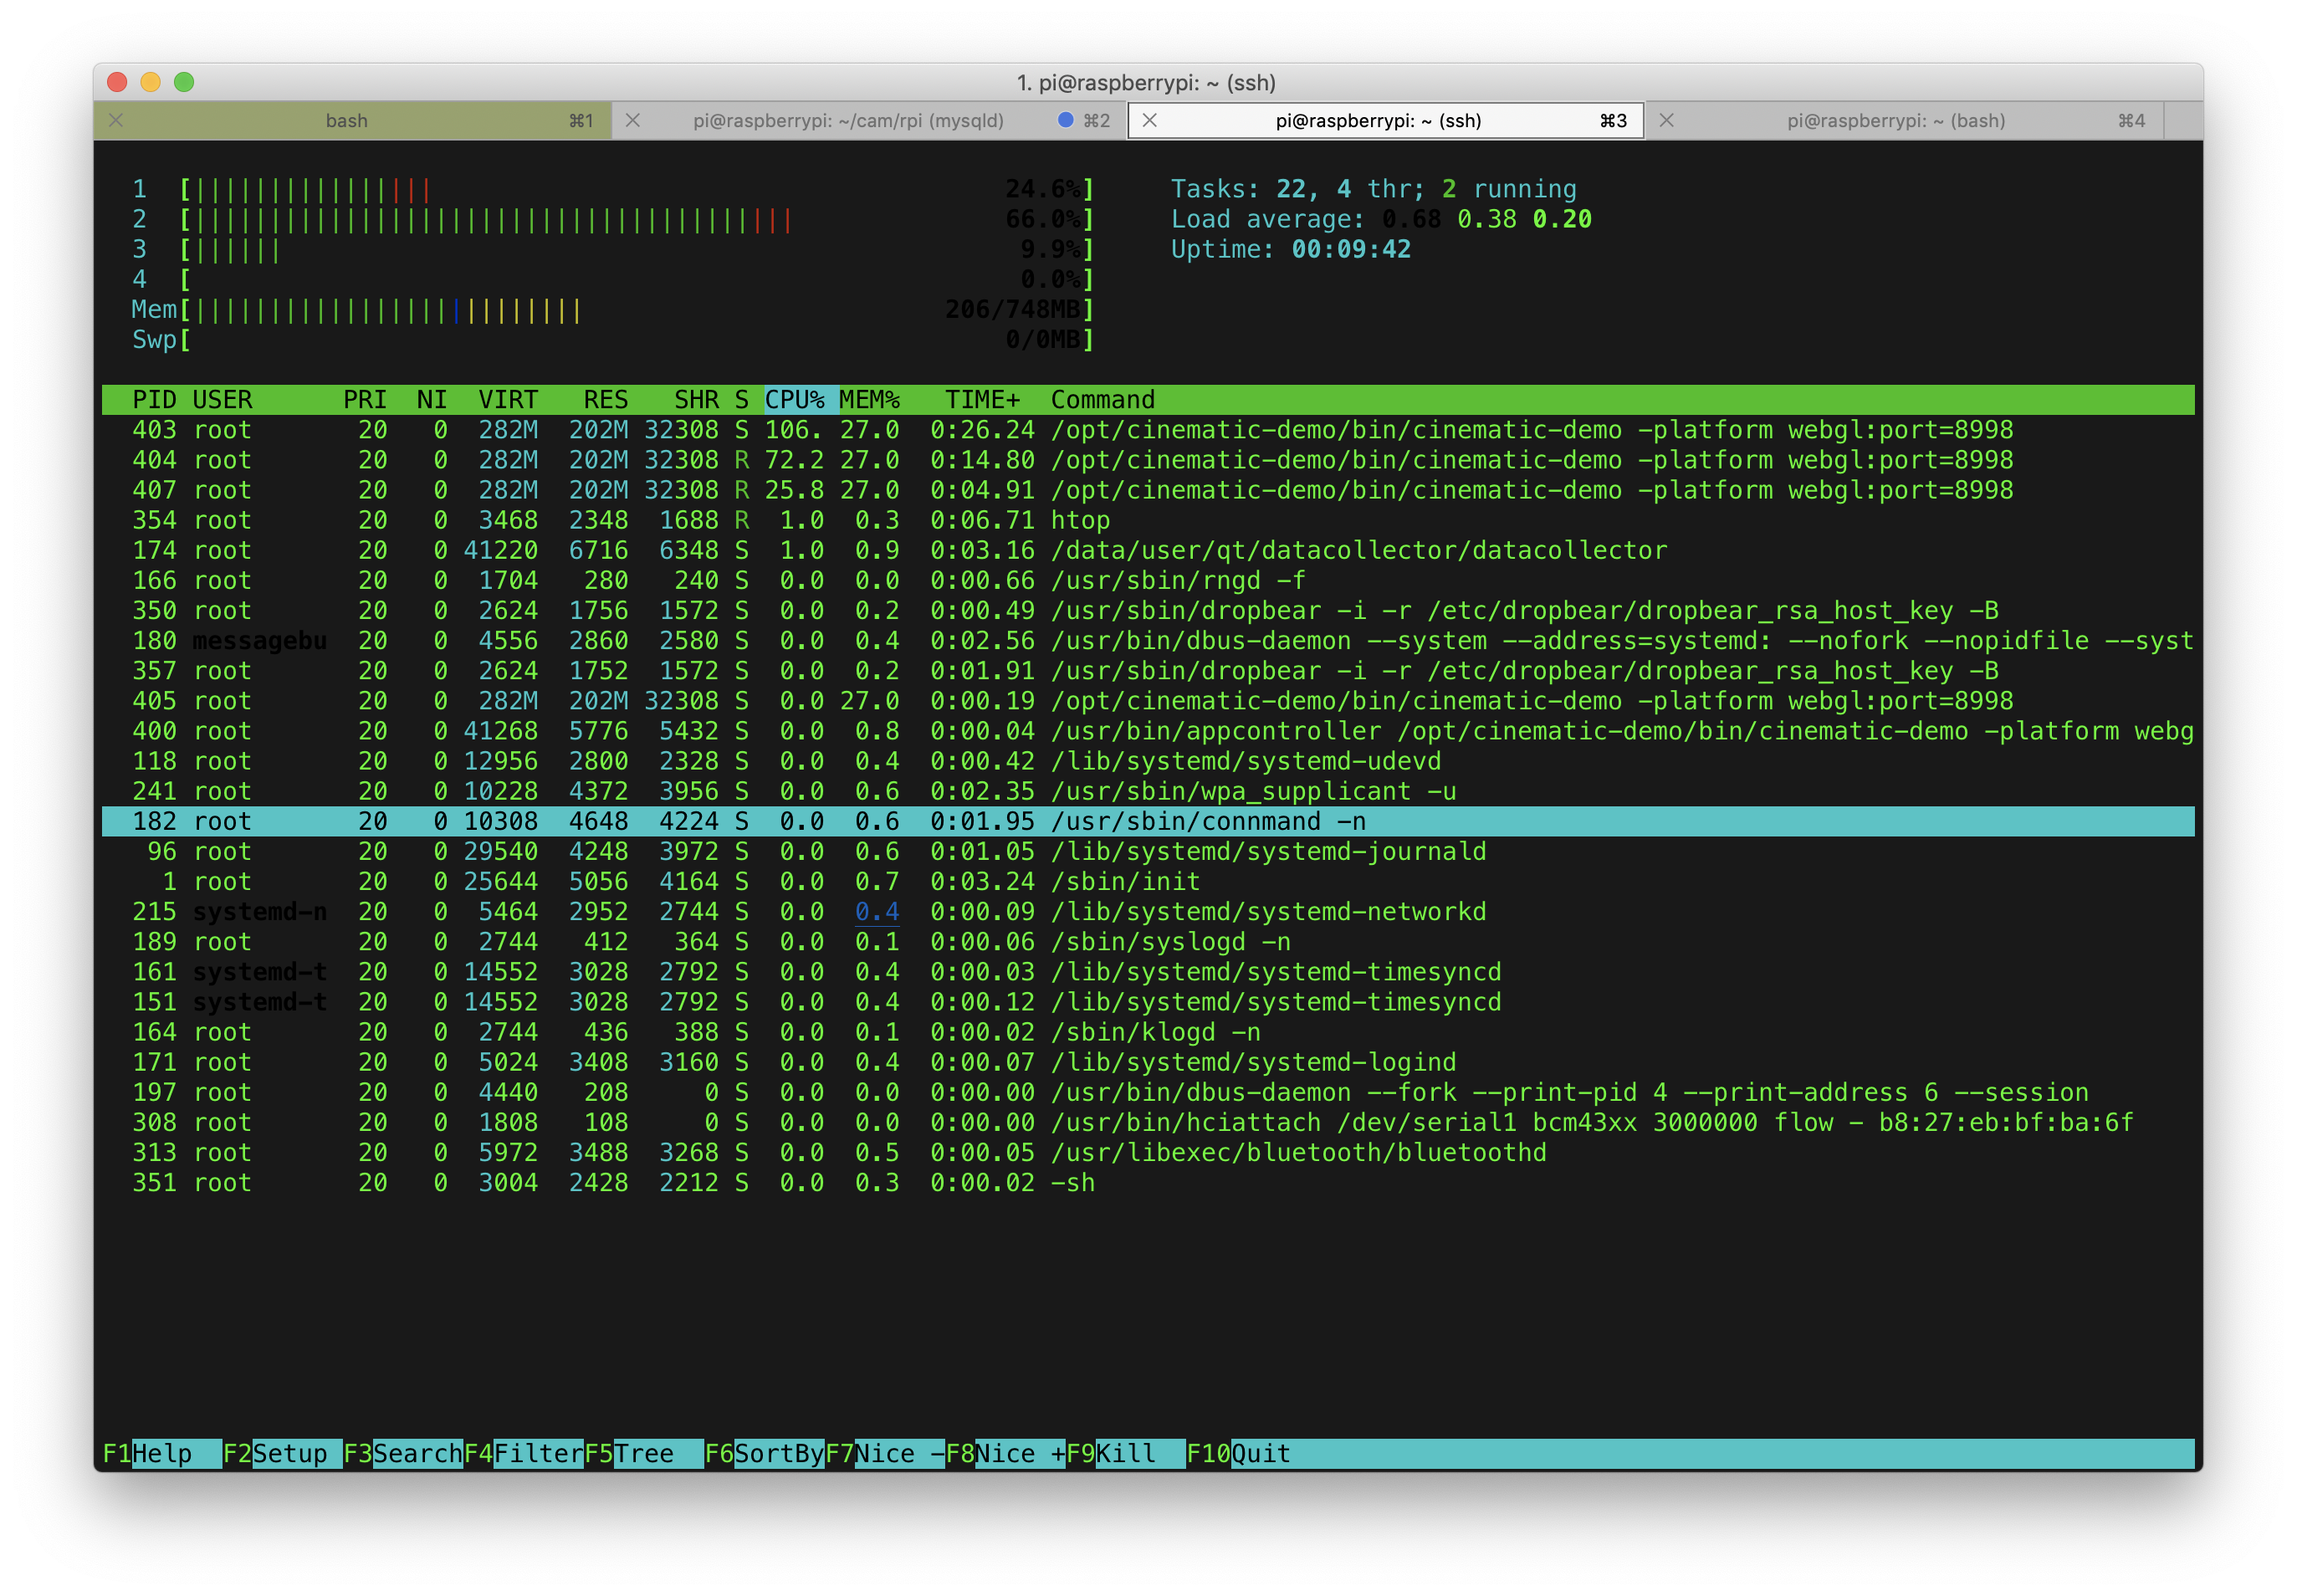 1. pi@raspberrypi: ~ (ssh)
bash ⌘1 pi@raspberrypi: ~/cam/rpi (mysqld) ⌘2 pi@raspberrypi: ~ (ssh) ⌘3 pi@raspberrypi: ~ (bash) ⌘4
1 [|||||||||||||||| 24.6%] Tasks: 22, 4 thr; 2 running
2 [|||||||||||||||||||||||||||||||||||||||| 66.0%] Load average: 0.68 0.38 0.20
3 [|||||| 9.9%] Uptime: 00:09:42
4 [ 0.0%]
Mem[|||||||||||||||||||||||||| 206/748MB]
Swp[ 0/0MB]
PID USER PRI NI VIRT RES SHR S CPU% MEM% TIME+ Command
403 root 20 0 282M 202M 32308 S 106. 27.0 0:26.24 /opt/cinematic-demo/bin/cinematic-demo -platform webgl:port=8998
404 root 20 0 282M 202M 32308 R 72.2 27.0 0:14.80 /opt/cinematic-demo/bin/cinematic-demo -platform webgl:port=8998
407 root 20 0 282M 202M 32308 R 25.8 27.0 0:04.91 /opt/cinematic-demo/bin/cinematic-demo -platform webgl:port=8998
354 root 20 0 3468 2348 1688 R 1.0 0.3 0:06.71 htop
174 root 20 0 41220 6716 6348 S 1.0 0.9 0:03.16 /data/user/qt/datacollector/datacollector
166 root 20 0 1704 280 240 S 0.0 0.0 0:00.66 /usr/sbin/rngd -f
350 root 20 0 2624 1756 1572 S 0.0 0.2 0:00.49 /usr/sbin/dropbear -i -r /etc/dropbear/dropbear_rsa_host_key -B
180 messagebu 20 0 4556 2860 2580 S 0.0 0.4 0:02.56 /usr/bin/dbus-daemon --system --address=systemd: --nofork --nopidfile --syst
357 root 20 0 2624 1752 1572 S 0.0 0.2 0:01.91 /usr/sbin/dropbear -i -r /etc/dropbear/dropbear_rsa_host_key -B
405 root 20 0 282M 202M 32308 S 0.0 27.0 0:00.19 /opt/cinematic-demo/bin/cinematic-demo -platform webgl:port=8998
400 root 20 0 41268 5776 5432 S 0.0 0.8 0:00.04 /usr/bin/appcontroller /opt/cinematic-demo/bin/cinematic-demo -platform webg
118 root 20 0 12956 2800 2328 S 0.0 0.4 0:00.42 /lib/systemd/systemd-udevd
241 root 20 0 10228 4372 3956 S 0.0 0.6 0:02.35 /usr/sbin/wpa_supplicant -u
182 root 20 0 10308 4648 4224 S 0.0 0.6 0:01.95 /usr/sbin/connmand -n
96 root 20 0 29540 4248 3972 S 0.0 0.6 0:01.05 /lib/systemd/systemd-journald
1 root 20 0 25644 5056 4164 S 0.0 0.7 0:03.24 /sbin/init
215 systemd-n 20 0 5464 2952 2744 S 0.0 0.4 0:00.09 /lib/systemd/systemd-networkd
189 root 20 0 2744 412 364 S 0.0 0.1 0:00.06 /sbin/syslogd -n
161 systemd-t 20 0 14552 3028 2792 S 0.0 0.4 0:00.03 /lib/systemd/systemd-timesyncd
151 systemd-t 20 0 14552 3028 2792 S 0.0 0.4 0:00.12 /lib/systemd/systemd-timesyncd
164 root 20 0 2744 436 388 S 0.0 0.1 0:00.02 /sbin/klogd -n
171 root 20 0 5024 3408 3160 S 0.0 0.4 0:00.07 /lib/systemd/systemd-logind
197 root 20 0 4440 208 0 S 0.0 0.0 0:00.00 /usr/bin/dbus-daemon --fork --print-pid 4 --print-address 6 --session
308 root 20 0 1808 108 0 S 0.0 0.0 0:00.00 /usr/bin/hciattach /dev/serial1 bcm43xx 3000000 flow - b8:27:eb:bf:ba:6f
313 root 20 0 5972 3488 3268 S 0.0 0.5 0:00.05 /usr/libexec/bluetooth/bluetoothd
351 root 20 0 3004 2428 2212 S 0.0 0.3 0:00.02 -sh
F1Help F2Setup F3SearchF4FilterF5Tree F6SortByF7Nice -F8Nice +F9Kill F10Quit